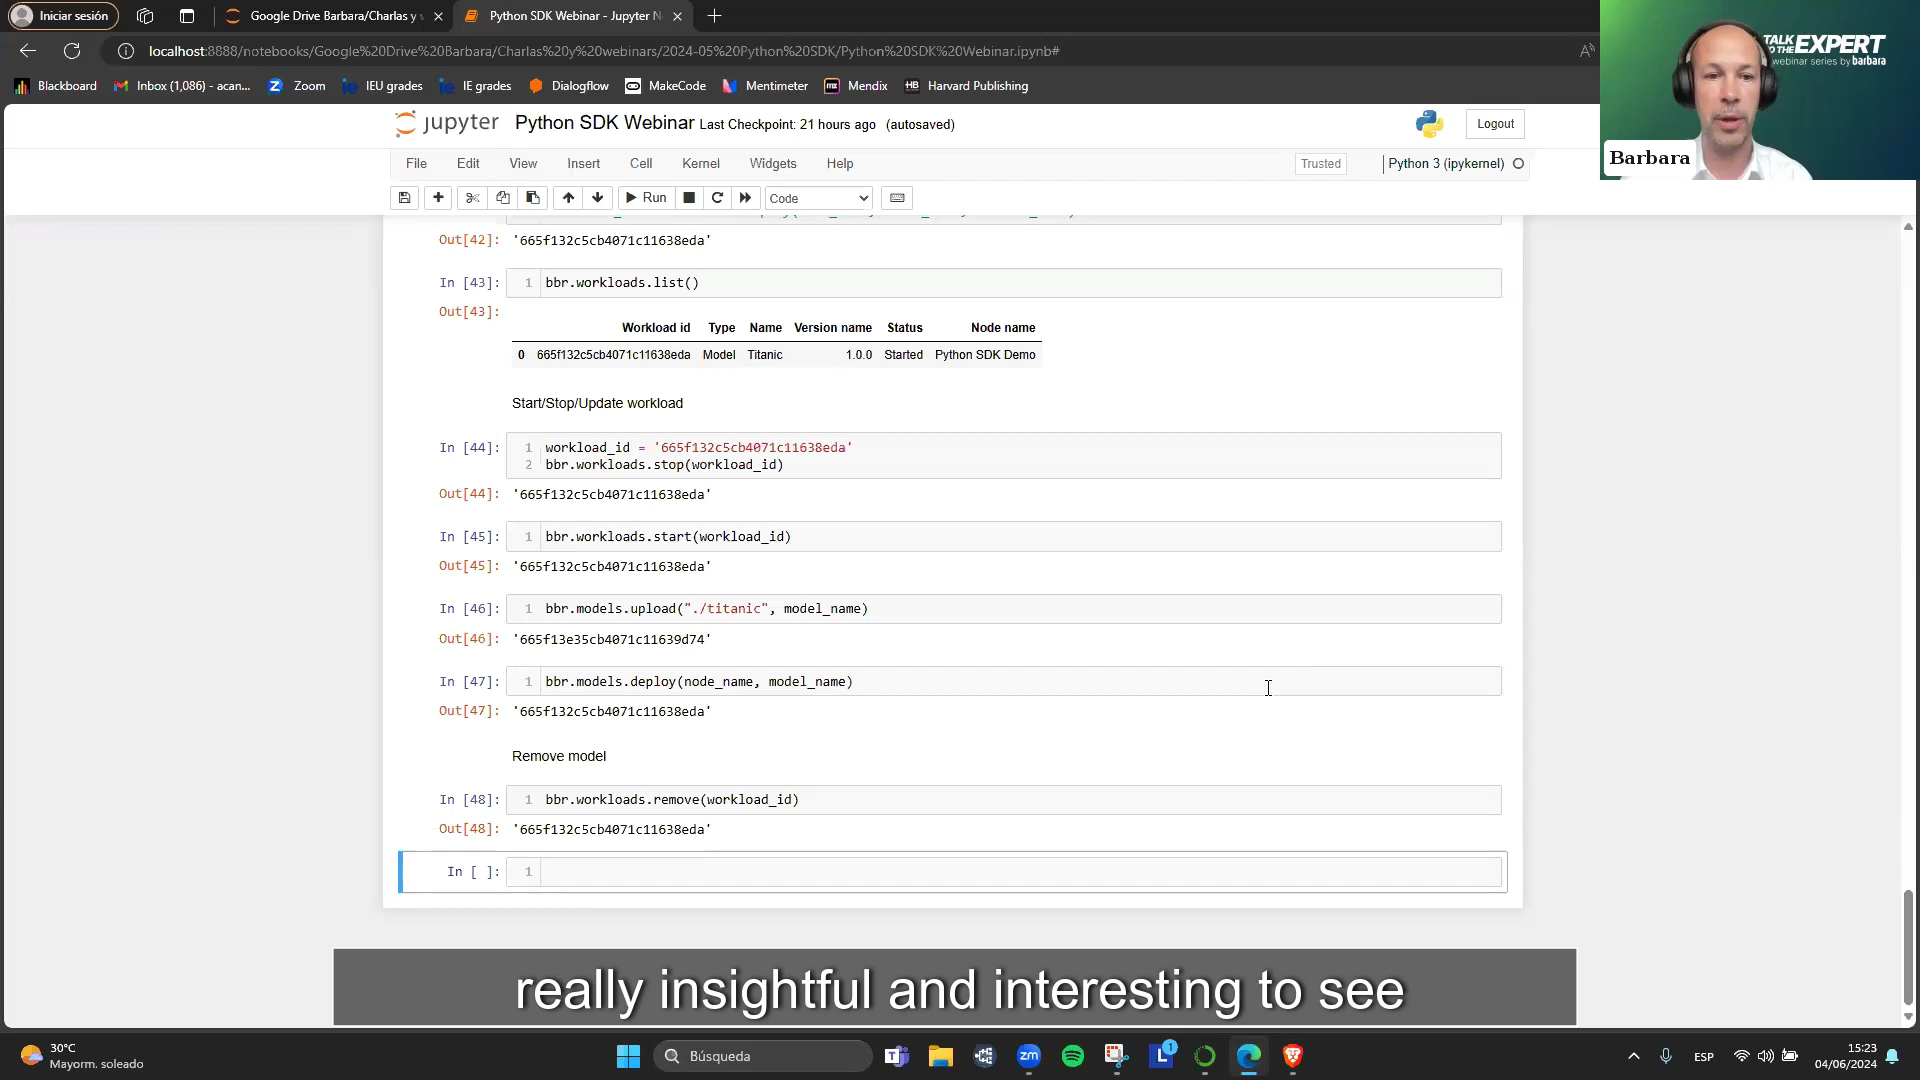 Iniciar sesión
Google Drive Barbara/Charlas y
Python SDK Webinar - Jupyter N
localhost:8888/notebooks/Google%20Drive%20Barbara/Charlas%20y%20webinars/2024-05%20Python%20SDK/Python%20SDK%20Webinar.ipynb#
Blackboard
Inbox (1,086) - acan...
Zoom
IEU grades
IE grades
Dialogflow
MakeCode
Mentimeter
Mendix
HB Harvard Publishing
TALK TO THE EXPERT
webinar series by barbara
Barbara
jupyter Python SDK Webinar Last Checkpoint: 21 hours ago (autosaved)
Logout
File Edit View Insert Cell Kernel Widgets Help
Trusted
Python 3 (ipykernel)
Run
Code
Out[42]: '665f132c5cb4071c11638eda'
In [43]: 1 bbr.workloads.list()
Out[43]:
Workload id Type Name Version name Status Node name
0 665f132c5cb4071c11638eda Model Titanic 1.0.0 Started Python SDK Demo
Start/Stop/Update workload
In [44]: 1 workload_id = '665f132c5cb4071c11638eda'
2 bbr.workloads.stop(workload_id)
Out[44]: '665f132c5cb4071c11638eda'
In [45]: 1 bbr.workloads.start(workload_id)
Out[45]: '665f132c5cb4071c11638eda'
In [46]: 1 bbr.models.upload("./titanic", model_name)
Out[46]: '665f13e35cb4071c11639d74'
In [47]: 1 bbr.models.deploy(node_name, model_name)
Out[47]: '665f132c5cb4071c11638eda'
Remove model
In [48]: 1 bbr.workloads.remove(workload_id)
Out[48]: '665f132c5cb4071c11638eda'
In [ ]: 1
really insightful and interesting to see
30°C
Mayorm. soleado
Búsqueda
zm
L 1
ESP
15:23
04/06/2024